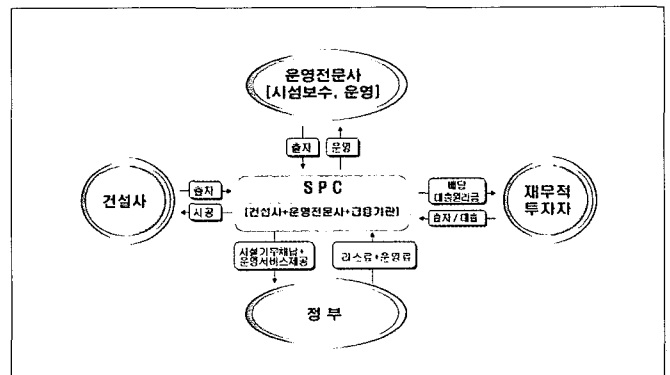 운영전문사
[시설보수, 운영]
출자
운영
SPC
[건설사+운영전문사+금융기관]
건설사
출자
시공
배당
대출원리금
출자/대출
재무적
투자자
시설기부채납+
운영서비스제공
리스료+운영료
정부